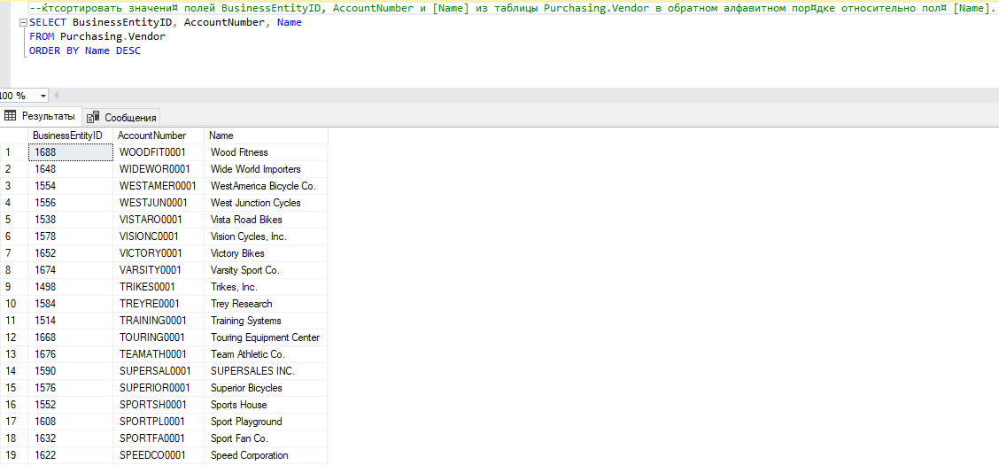 --ќтсортировать значени¤ полей BusinessEntityID, AccountNumber и [Name] из таблицы Purchasing.Vendor в обратном алфавитном пор¤дке относительно пол¤ [Name].
SELECT BusinessEntityID, AccountNumber, Name
FROM Purchasing.Vendor
ORDER BY Name DESC
100 %
Результаты Сообщения
BusinessEntityID AccountNumber Name
1 1688 WOODFIT0001 Wood Fitness
2 1648 WIDEWOR0001 Wide World Importers
3 1554 WESTAMER0001 WestAmerica Bicycle Co.
4 1556 WESTJUN0001 West Junction Cycles
5 1538 VISTARO0001 Vista Road Bikes
6 1578 VISIONC0001 Vision Cycles, Inc.
7 1652 VICTORY0001 Victory Bikes
8 1674 VARSITY0001 Varsity Sport Co.
9 1498 TRIKES0001 Trikes, Inc.
10 1584 TREYRE0001 Trey Research
11 1514 TRAINING0001 Training Systems
12 1668 TOURING0001 Touring Equipment Center
13 1676 TEAMATH0001 Team Athletic Co.
14 1590 SUPERSAL0001 SUPERSALES INC.
15 1576 SUPERIOR0001 Superior Bicycles
16 1552 SPORTSH0001 Sports House
17 1608 SPORTPL0001 Sport Playground
18 1632 SPORTFA0001 Sport Fan Co.
19 1622 SPEEDCO0001 Speed Corporation